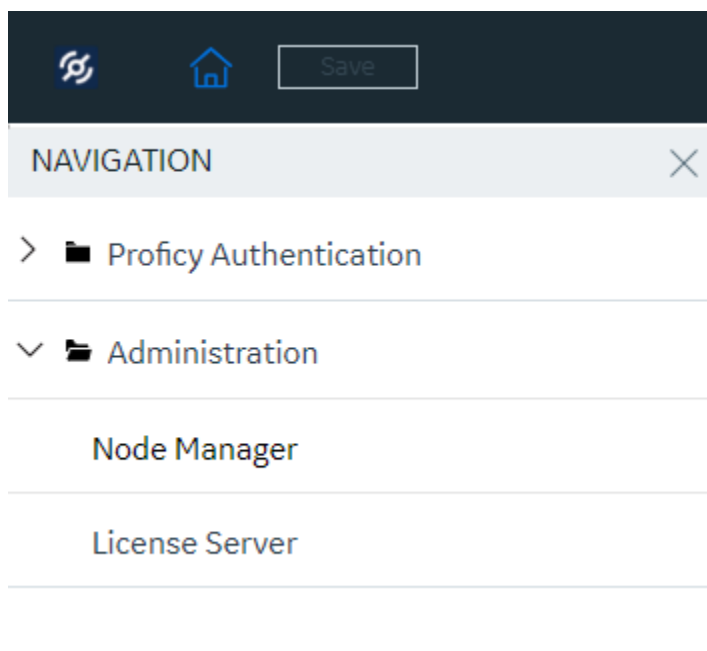 Save
NAVIGATION
Proficy Authentication
Administration
Node Manager
License Server